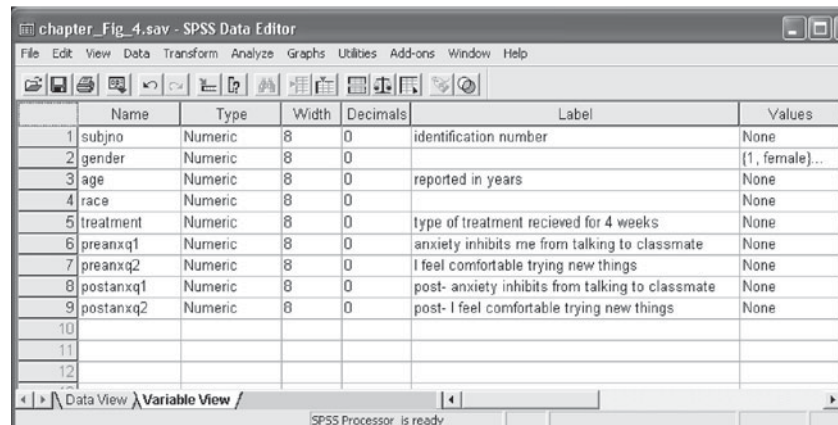 chapter_Fig_4.sav - SPSS Data Editor
File Edit View Data Transform Analyze Graphs Utilities Add-ons Window Help
Name Type Width Decimals Label Values
1 subjno Numeric 8 0 identification number None
2 gender Numeric 8 0 {1, female}...
3 age Numeric 8 0 reported in years None
4 race Numeric 8 0 None
5 treatment Numeric 8 0 type of treatment recieved for 4 weeks None
6 preanxq1 Numeric 8 0 anxiety inhibits me from talking to classmate None
7 preanxq2 Numeric 8 0 I feel comfortable trying new things None
8 postanxq1 Numeric 8 0 post- anxiety inhibits from talking to classmate None
9 postanxq2 Numeric 8 0 post- I feel comfortable trying new things None
10
11
12
Data View Variable View
SPSS Processor is ready